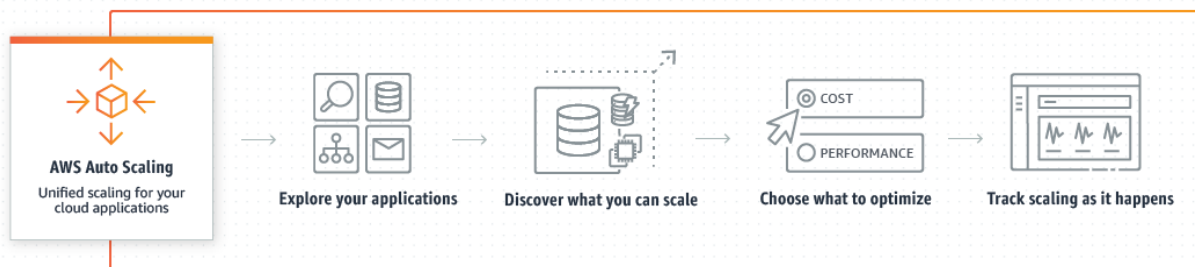 AWS Auto Scaling
Unified scaling for your
cloud applications
Explore your applications
Discover what you can scale
COST
PERFORMANCE
Choose what to optimize
Track scaling as it happens